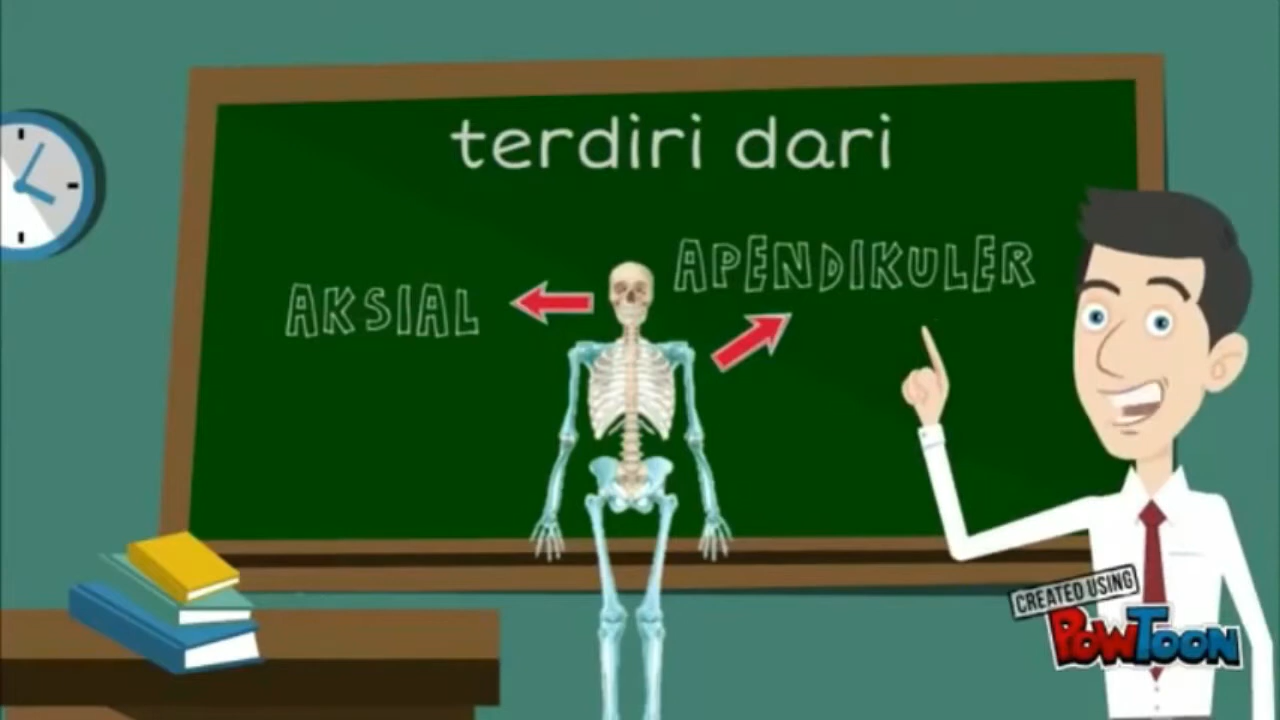 terdiri dari
APENDIKULER
AKSIAL
CREATED USING
POWTOON